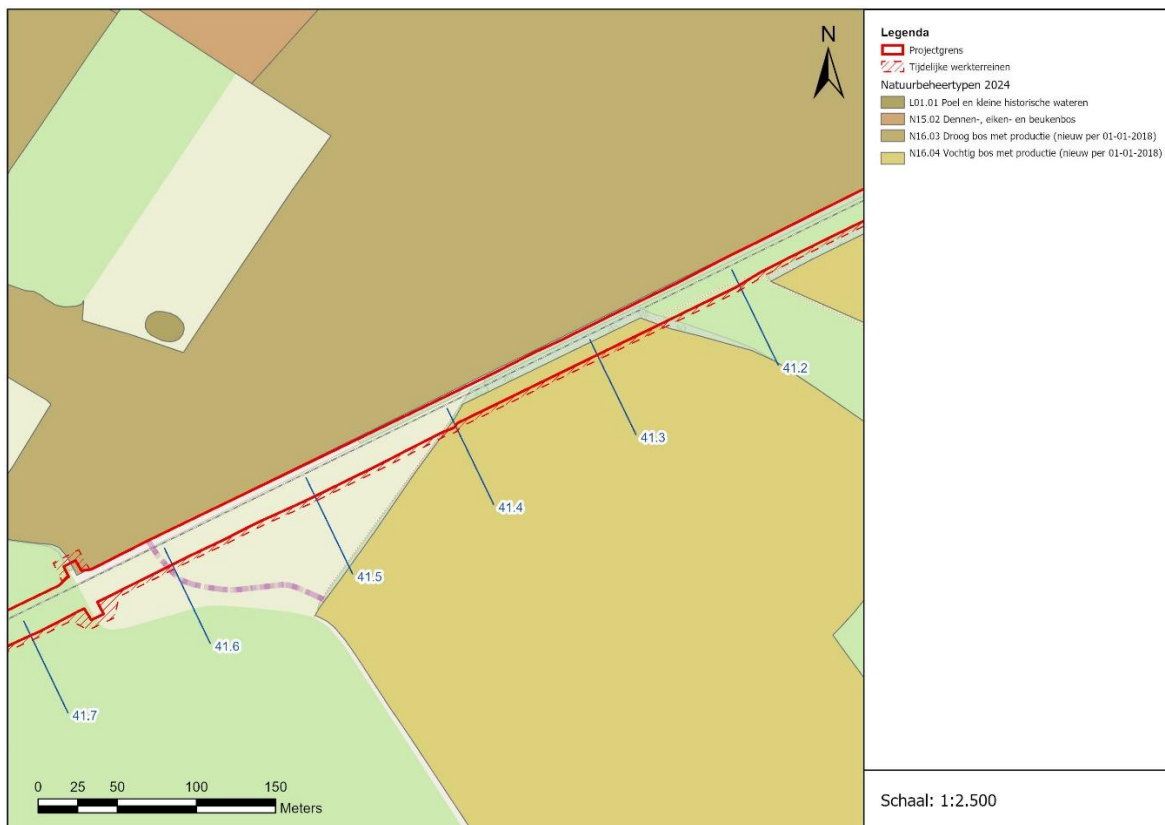 N
41.2
41.3
41.4
41.5
41.6
41.7
0 25 50 100 150
Meters
Legenda
Projectgrens
Tijdelijke werkterreinen
Natuurbeheertypen 2024
L01.01 Poel en kleine historische wateren
N15.02 Dennen-, eiken- en beukenbos
N16.03 Droog bos met productie (nieuw per 01-01-2018)
N16.04 Vochtig bos met productie (nieuw per 01-01-2018)
Schaal: 1:2.500